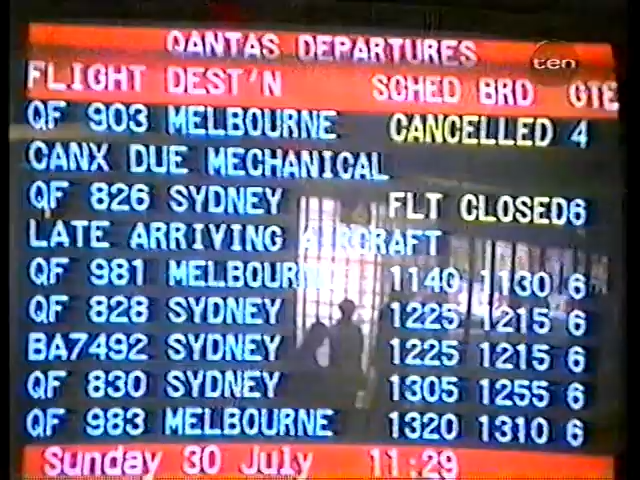 QANTAS DEPARTURES
ten
FLIGHT DEST'N SCHED BRD GTE
QF 903 MELBOURNE CANCELLED 4
CANX DUE MECHANICAL
QF 826 SYDNEY FLT CLOSED6
LATE ARRIVING AIRCRAFT
QF 981 MELBOURNE 1140 1130 6
QF 828 SYDNEY 1225 1215 6
BA7492 SYDNEY 1225 1215 6
QF 830 SYDNEY 1305 1255 6
QF 983 MELBOURNE 1320 1310 6
Sunday 30 July 11:29